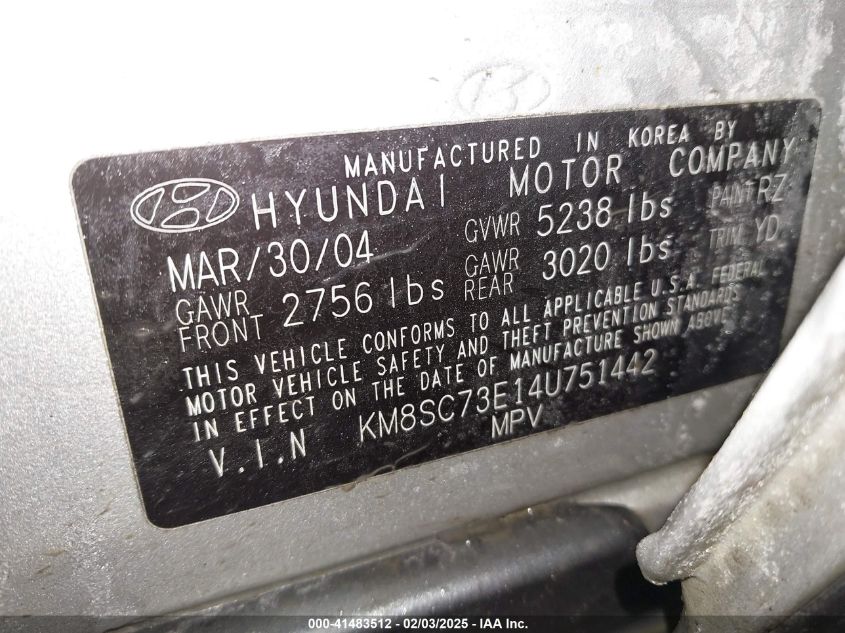 MANUFACTURED IN KOREA BY
HYUNDAI MOTOR COMPANY
MAR/30/04 GVWR 5238 lbs PAINT RZ
GAWR FRONT 2756 lbs GAWR REAR 3020 lbs TRIM YD
THIS VEHICLE CONFORMS TO ALL APPLICABLE U.S.A. FEDERAL
MOTOR VEHICLE SAFETY AND THEFT PREVENTION STANDARDS
IN EFFECT ON THE DATE OF MANUFACTURE SHOWN ABOVE
V.I.N KM8SC73E14U751442
MPV
000-41483512 - 02/03/2025 - IAA Inc.